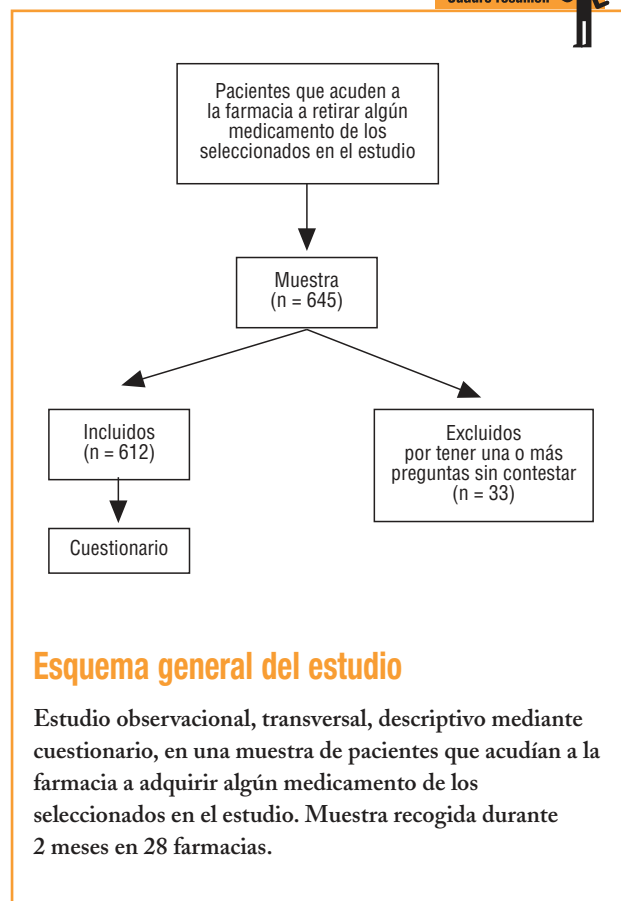 Cuadro resumen
Pacientes que acuden a
la farmacia a retirar algún
medicamento de los
seleccionados en el estudio
Muestra
(n = 645)
Incluidos
(n = 612)
Excluidos
por tener una o más
preguntas sin contestar
(n = 33)
Cuestionario
Esquema general del estudio
Estudio observacional, transversal, descriptivo mediante
cuestionario, en una muestra de pacientes que acudían a la
farmacia a adquirir algún medicamento de los
seleccionados en el estudio. Muestra recogida durante
2 meses en 28 farmacias.